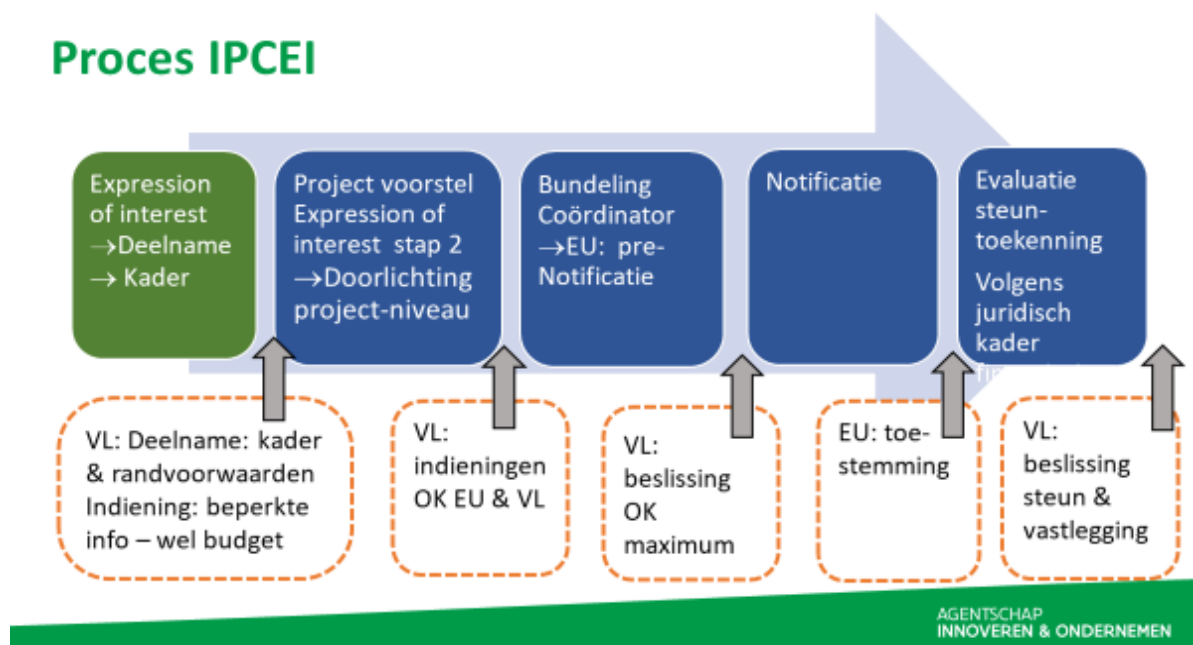 Proces IPCEI
Expression
of interest
→Deelname
→ Kader
Project voorstel
Expression of
interest stap 2
→Doorlichting
project-niveau
Bundeling
Coördinator
→EU: pre-
Notificatie
Notificatie
Evaluatie
steun-
toekenning
Volgens
juridisch
kader
VL: Deelname: kader
& randvoorwaarden
Indiening: beperkte
info – wel budget
VL:
indieningen
OK EU & VL
VL:
beslissing
OK
maximum
EU: toe-
stemming
VL:
beslissing
steun &
vastlegging
AGENTSCHAP
INNOVEREN & ONDERNEMEN